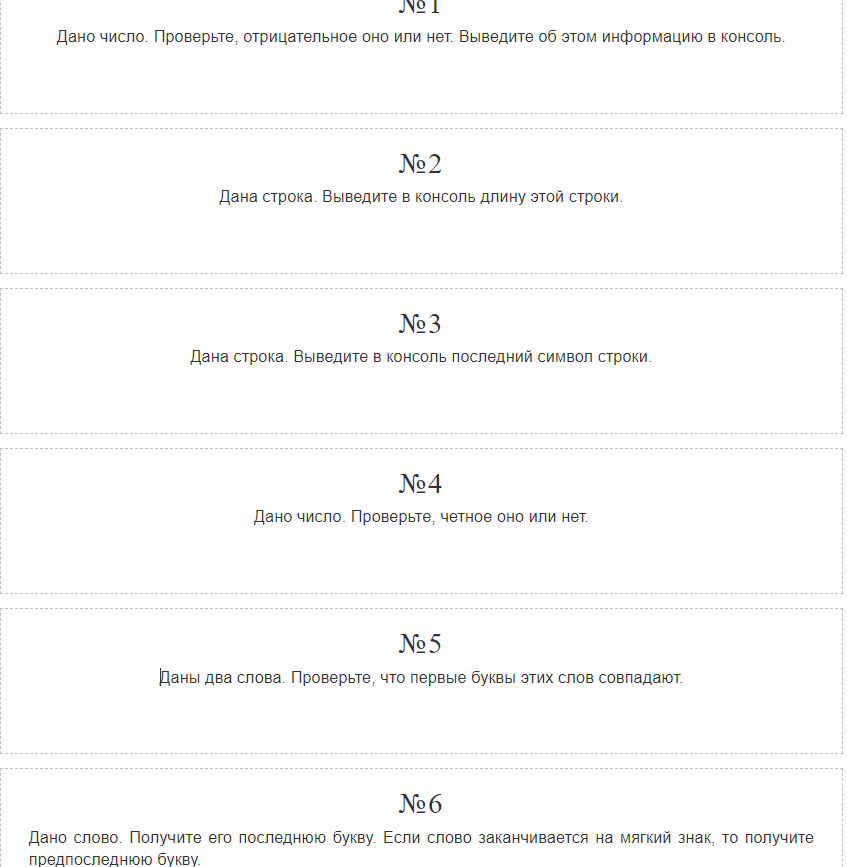 №1
Дано число. Проверьте, отрицательное оно или нет. Выведите об этом информацию в консоль.
№2
Дана строка. Выведите в консоль длину этой строки.
№3
Дана строка. Выведите в консоль последний символ строки.
№4
Дано число. Проверьте, четное оно или нет.
№5
Даны два слова. Проверьте, что первые буквы этих слов совпадают.
№6
Дано слово. Получите его последнюю букву. Если слово заканчивается на мягкий знак, то получите
предпоследнюю букву.